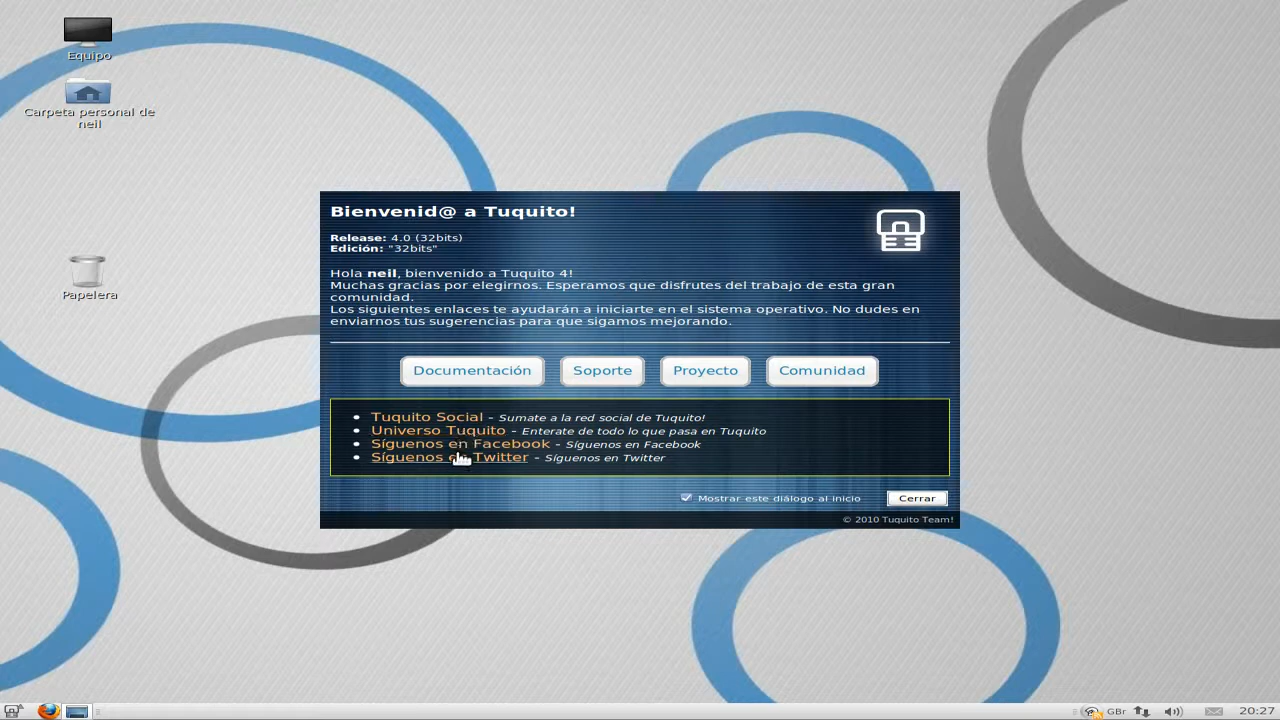 Equipo
Carpeta personal de
neil
Papelera
Bienvenid@ a Tuquito!
Release: 4.0 (32bits)
Edición: "32bits"
Hola neil, bienvenido a Tuquito 4!
Muchas gracias por elegirnos. Esperamos que disfrutes del trabajo de esta gran
comunidad.
Los siguientes enlaces te ayudarán a iniciarte en el sistema operativo. No dudes en
enviarnos tus sugerencias para que sigamos mejorando.
Documentación Soporte Proyecto Comunidad
• Tuquito Social - Sumate a la red social de Tuquito!
• Universo Tuquito - Enterate de todo lo que pasa en Tuquito
• Síguenos en Facebook - Síguenos en Facebook
• Síguenos en Twitter - Síguenos en Twitter
Mostrar este diálogo al inicio Cerrar
© 2010 Tuquito Team!
GBr 20:27